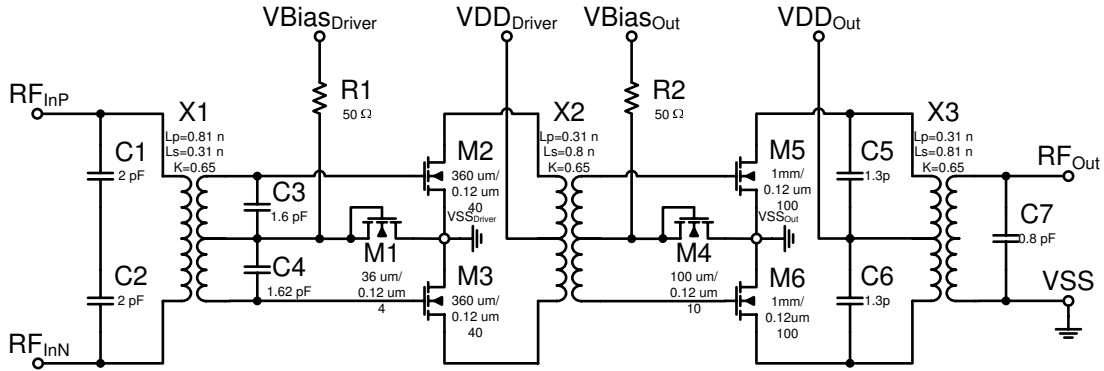 VBiasDriver
VDDDriver
VBiasOut
VDDOut
RFInP
X1
Lp=0.81 n
Ls=0.31 n
K=0.65
R1
50 Ω
X2
Lp=0.31 n
Ls=0.8 n
K=0.65
R2
50 Ω
X3
Lp=0.31 n
Ls=0.81 n
K=0.65
C1
2 pF
C3
1.6 pF
M2
360 um/
0.12 um
40
M5
1mm/
0.12 um
100
C5
1.3p
RFOut
VSSDriver
VSSOut
C7
0.8 pF
C2
2 pF
C4
1.62 pF
M1
36 um/
0.12 um
4
M3
360 um/
0.12 um
40
M4
100 um/
0.12 um
10
M6
1mm/
0.12um
100
C6
1.3p
VSS
RFInN